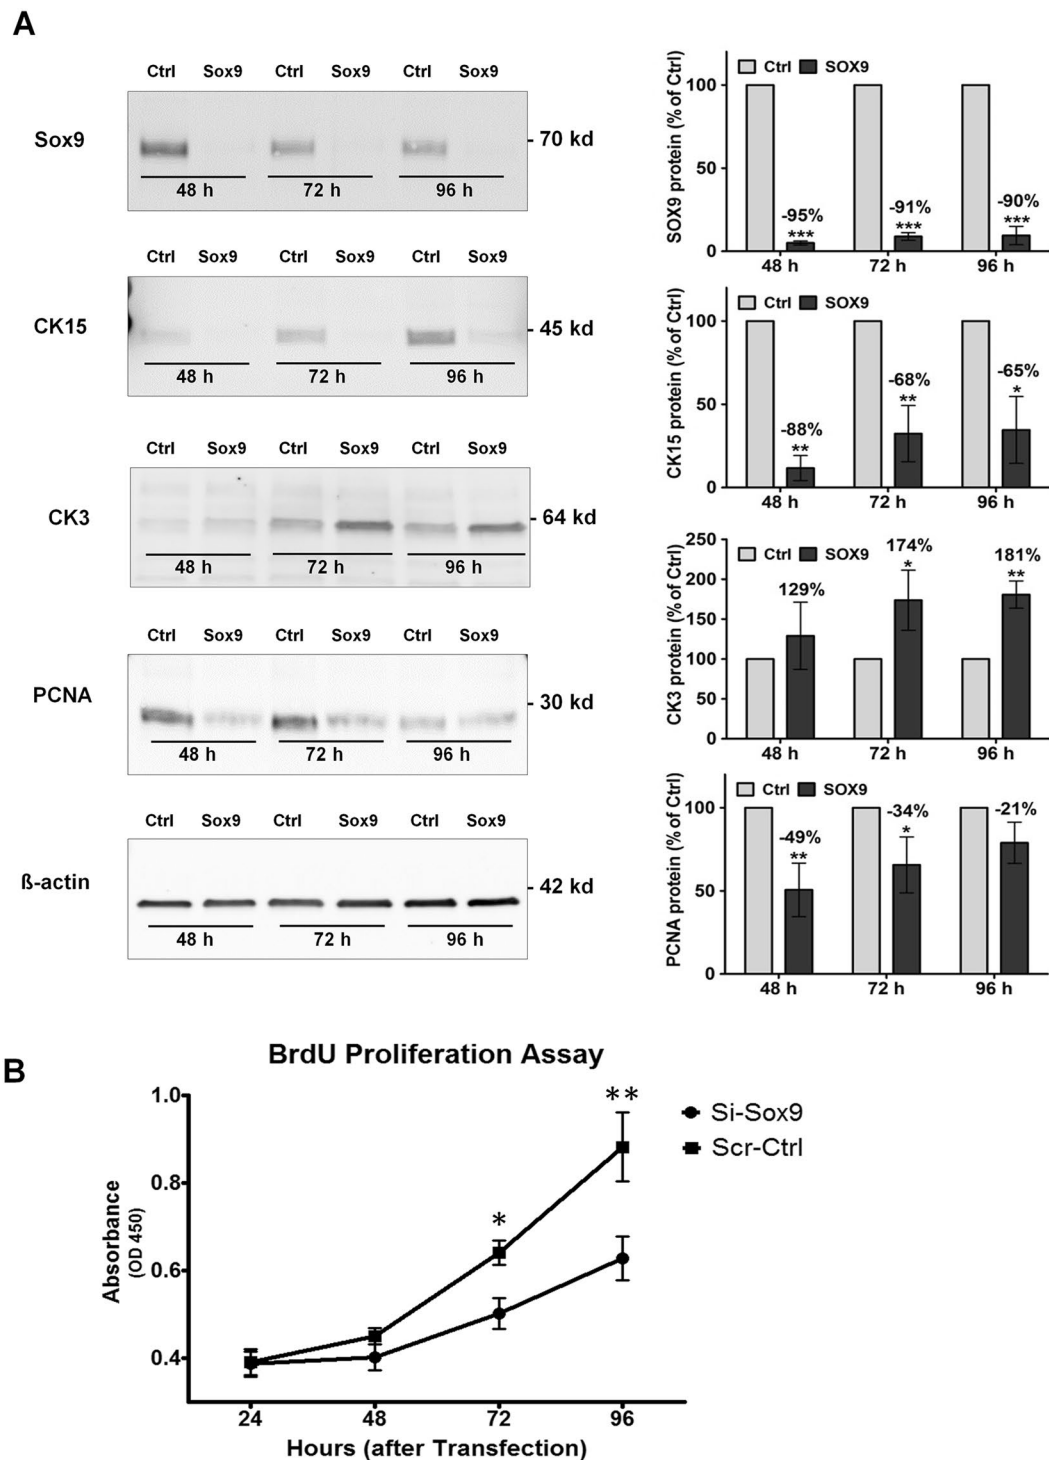 A
Ctrl Sox9 Ctrl Sox9 Ctrl Sox9
Sox9
- 70 kd
48 h 72 h 96 h
Ctrl Sox9 Ctrl Sox9 Ctrl Sox9
CK15
- 45 kd
48 h 72 h 96 h
Ctrl Sox9 Ctrl Sox9 Ctrl Sox9
CK3
- 64 kd
48 h 72 h 96 h
Ctrl Sox9 Ctrl Sox9 Ctrl Sox9
PCNA
- 30 kd
48 h 72 h 96 h
Ctrl Sox9 Ctrl Sox9 Ctrl Sox9
ß-actin
- 42 kd
48 h 72 h 96 h
SOX9 protein (% of Ctrl)
Ctrl SOX9
100
50
0
-95% -91% -90%
*** *** ***
48 h 72 h 96 h
CK15 protein (% of Ctrl)
Ctrl SOX9
100
50
0
-88% -68% -65%
** ** *
48 h 72 h 96 h
CK3 protein (% of Ctrl)
Ctrl SOX9
250
200
150
100
50
0
129% 174% 181%
* **
48 h 72 h 96 h
PCNA protein (% of Ctrl)
Ctrl SOX9
100
50
0
-49% -34% -21%
** *
48 h 72 h 96 h
B
BrdU Proliferation Assay
Absorbance
(OD 450)
1.0
0.8
0.6
0.4
* **
Si-Sox9
Scr-Ctrl
24 48 72 96
Hours (after Transfection)